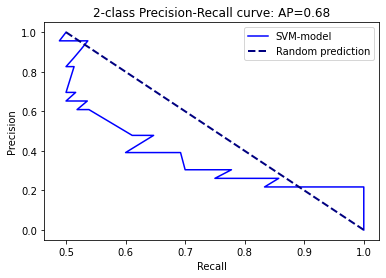 2-class Precision-Recall curve: AP=0.68
SVM-model
Random prediction
Precision
1.0
0.8
0.6
0.4
0.2
0.0
0.5
0.6
0.7
0.8
0.9
1.0
Recall